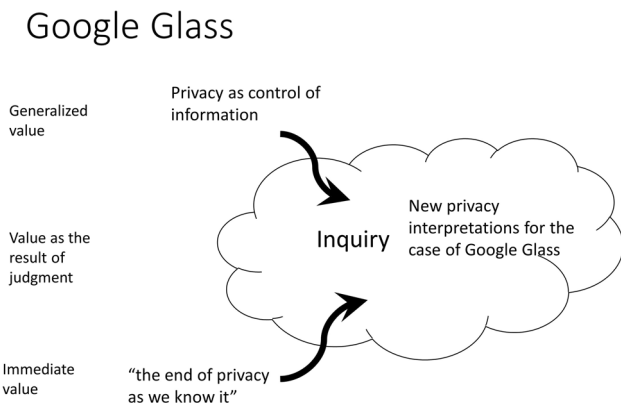 Google Glass
Generalized
value
Privacy as control of
information
Value as the
result of
judgment
Inquiry
New privacy
interpretations for the
case of Google Glass
Immediate
value
“the end of privacy
as we know it”